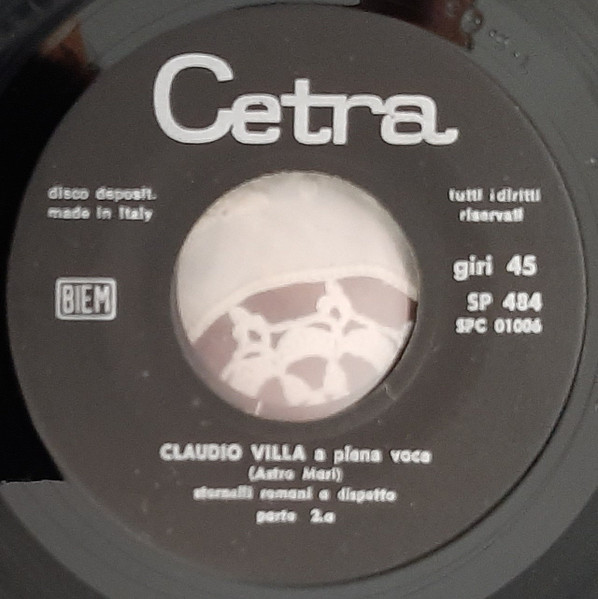 Cetra
disco deposit.
made in Italy
tutti i diritti
riservati
BIEM
giri 45
SP 484
SPC 01006
CLAUDIO VILLA a piena voce
(Astro Mari)
stornelli romani a dispetto
parte 2.a